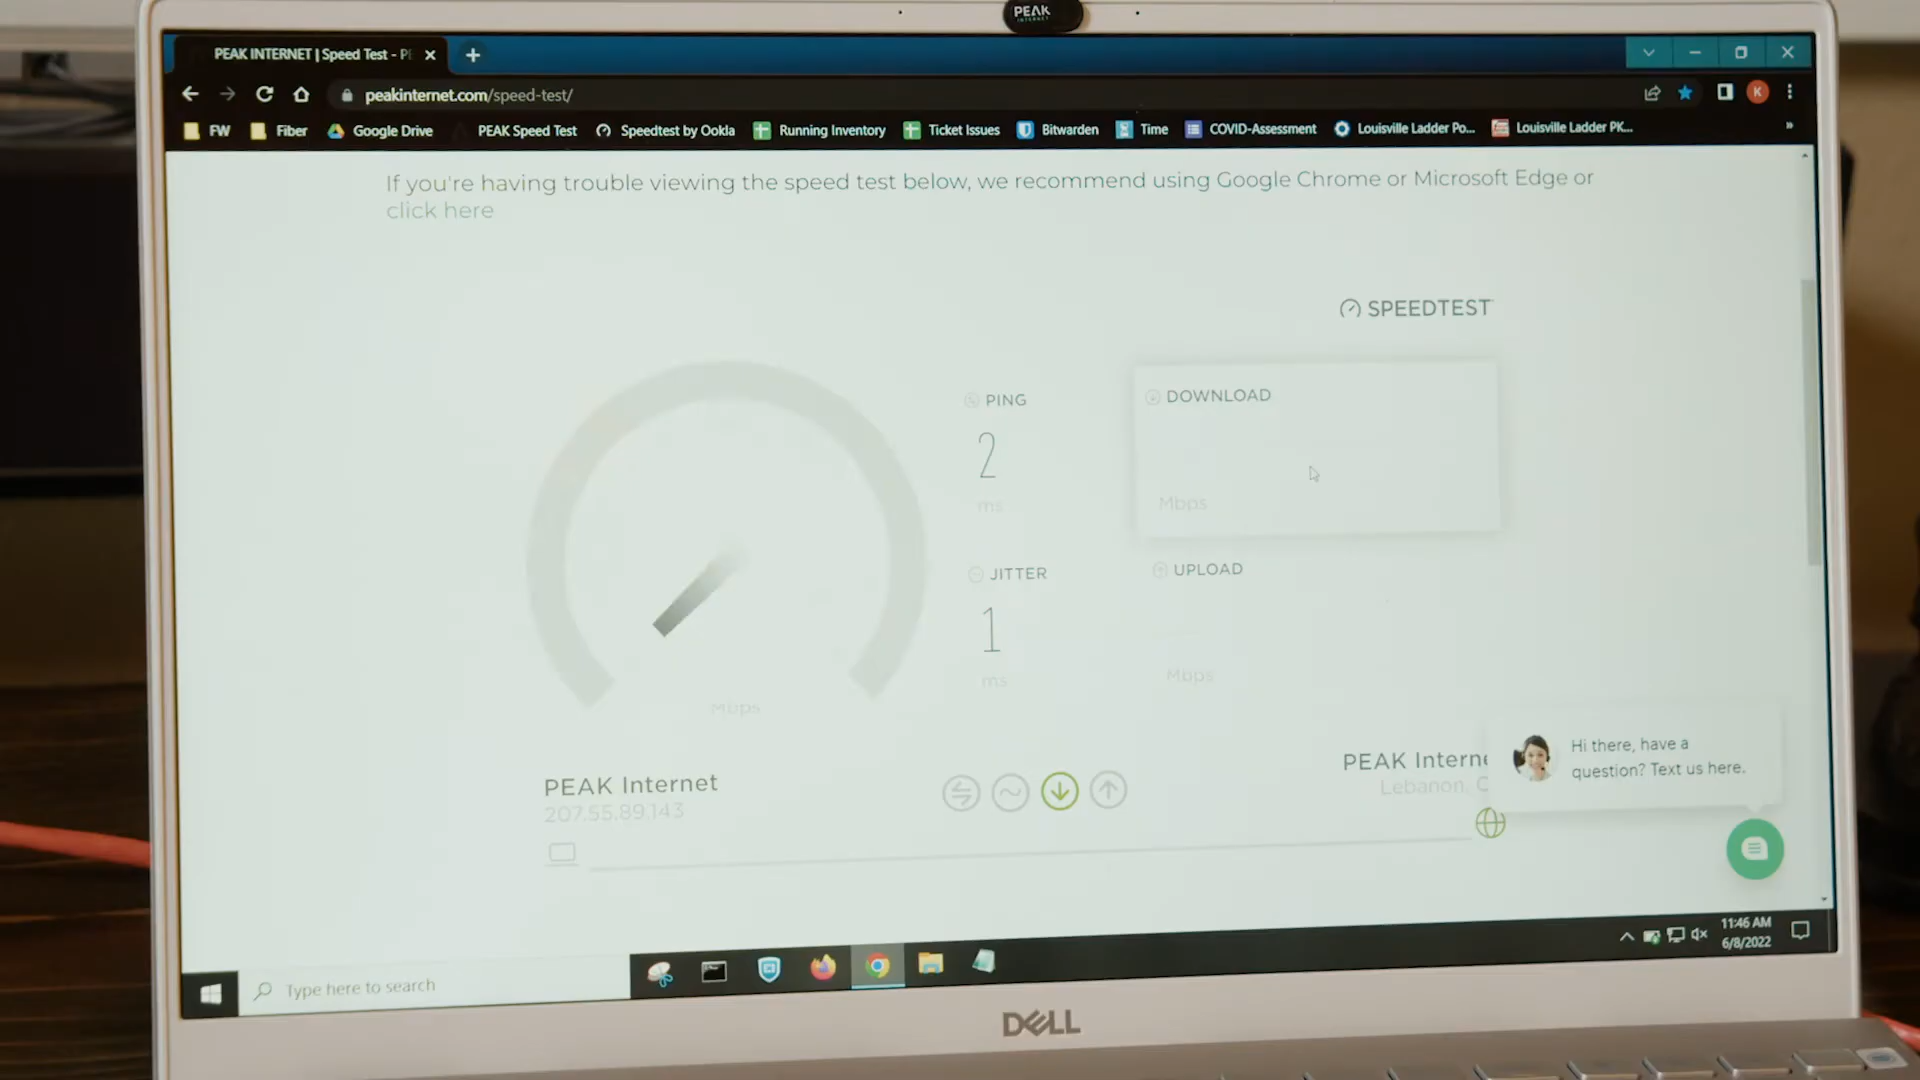 PEAK
INTERNET
PEAK INTERNET | Speed Test - PE
peakinternet.com/speed-test/
FW
Fiber
Google Drive
PEAK Speed Test
Speedtest by Ookla
Running Inventory
Ticket Issues
Bitwarden
Time
COVID-Assessment
Louisville Ladder Po...
Louisville Ladder PK...
K
If you're having trouble viewing the speed test below, we recommend using Google Chrome or Microsoft Edge or
click here
SPEEDTEST
PING
2
ms
DOWNLOAD
Mbps
JITTER
1
ms
UPLOAD
Mbps
Mbps
PEAK Internet
207.55.89.143
PEAK Interne
Lebanon,
Hi there, have a
question? Text us here.
Type here to search
11:46 AM
6/8/2022
DELL